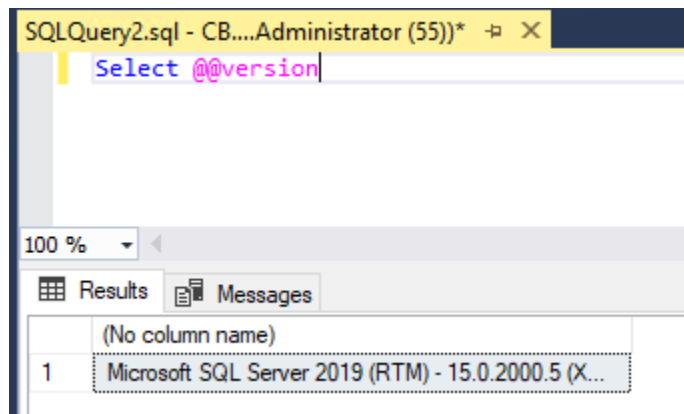 SQLQuery2.sql - CB....Administrator (55))*
Select @@version
100 %
Results Messages
(No column name)
1 Microsoft SQL Server 2019 (RTM) - 15.0.2000.5 (X...